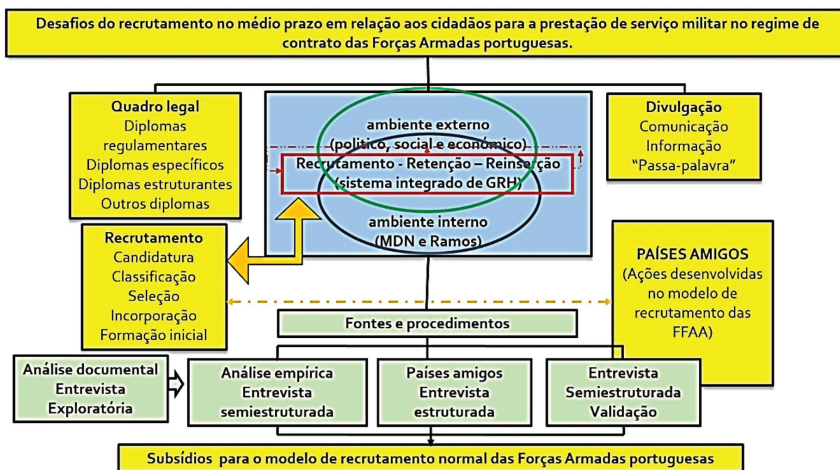 Desafios do recrutamento no médio prazo em relação aos cidadãos para a prestação de serviço militar no regime de
contrato das Forças Armadas portuguesas.
Quadro legal
Diplomas
regulamentares
Diplomas específicos
Diplomas estruturantes
Outros diplomas
ambiente externo
(politico, social e económico)
Recrutamento - Retenção – Reinserção
(sistema integrado de GRH)
ambiente interno
(MDN e Ramos)
Divulgação
Comunicação
Informação
“Passa-palavra”
Recrutamento
Candidatura
Classificação
Seleção
Incorporação
Formação inicial
PAÍSES AMIGOS
(Ações desenvolvidas
no modelo de
recrutamento das
FFAA)
Fontes e procedimentos
Análise documental
Entrevista
Exploratória
Análise empírica
Entrevista
semiestruturada
Países amigos
Entrevista
estruturada
Entrevista
Semiestruturada
Validação
Subsídios para o modelo de recrutamento normal das Forças Armadas portuguesas